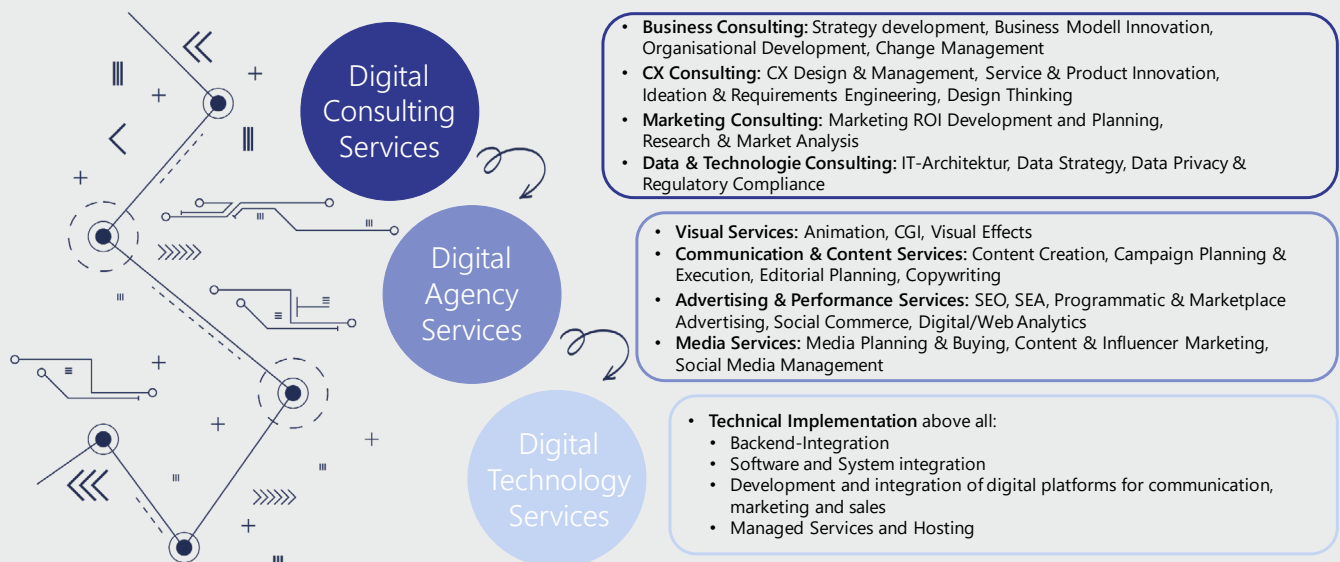 Digital
Consulting
Services
• Business Consulting: Strategy development, Business Modell Innovation,
Organisational Development, Change Management
• CX Consulting: CX Design & Management, Service & Product Innovation,
Ideation & Requirements Engineering, Design Thinking
• Marketing Consulting: Marketing ROI Development and Planning,
Research & Market Analysis
• Data & Technologie Consulting: IT-Architektur, Data Strategy, Data Privacy &
Regulatory Compliance
Digital
Agency
Services
• Visual Services: Animation, CGI, Visual Effects
• Communication & Content Services: Content Creation, Campaign Planning &
Execution, Editorial Planning, Copywriting
• Advertising & Performance Services: SEO, SEA, Programmatic & Marketplace
Advertising, Social Commerce, Digital/Web Analytics
• Media Services: Media Planning & Buying, Content & Influencer Marketing,
Social Media Management
Digital
Technology
Services
• Technical Implementation above all:
• Backend-Integration
• Software and System integration
• Development and integration of digital platforms for communication,
marketing and sales
• Managed Services and Hosting